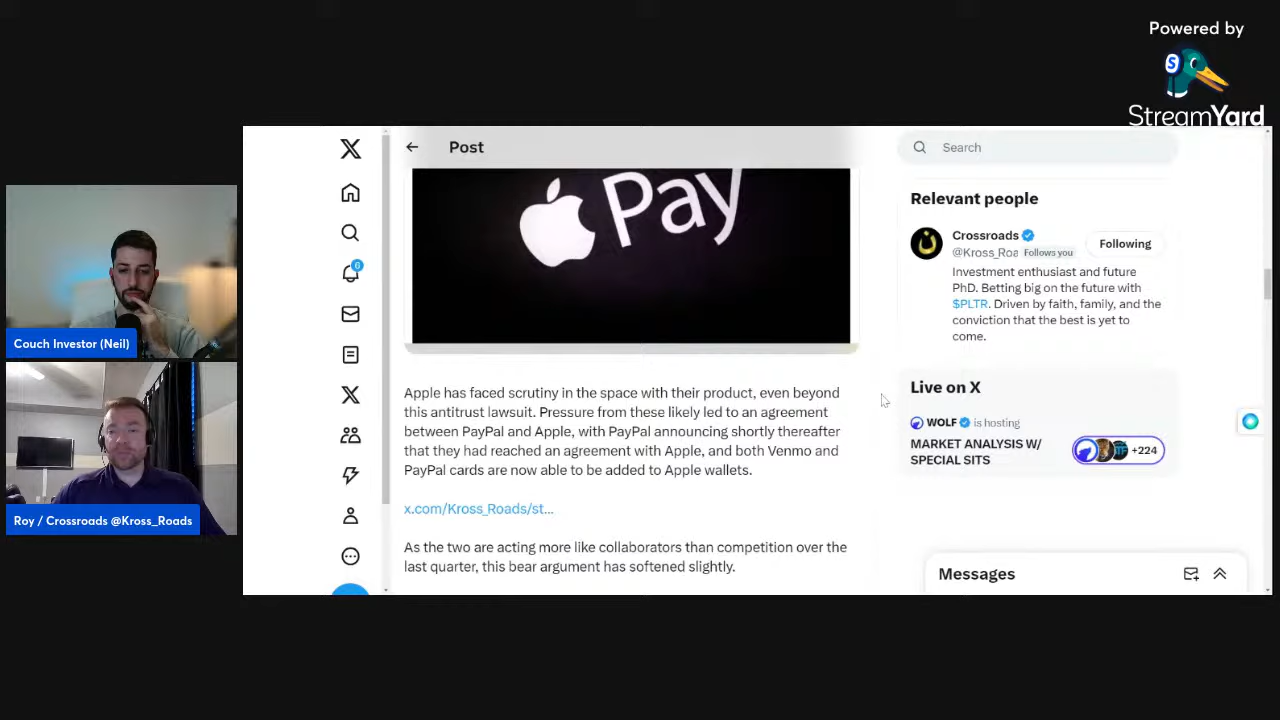 Powered by
StreamYard
Post
Search
Pay
Relevant people
Crossroads
@Kross_Roa Follows you
Following
Investment enthusiast and future
PhD. Betting big on the future with
$PLTR. Driven by faith, family, and the
conviction that the best is yet to
come.
Couch Investor (Neil)
Apple has faced scrutiny in the space with their product, even beyond
this antitrust lawsuit. Pressure from these likely led to an agreement
between PayPal and Apple, with PayPal announcing shortly thereafter
that they had reached an agreement with Apple, and both Venmo and
PayPal cards are now able to be added to Apple wallets.
x.com/Kross_Roads/st...
As the two are acting more like collaborators than competition over the
last quarter, this bear argument has softened slightly.
Live on X
WOLF is hosting
MARKET ANALYSIS W/
SPECIAL SITS
+224
Roy / Crossroads @Kross_Roads
Messages